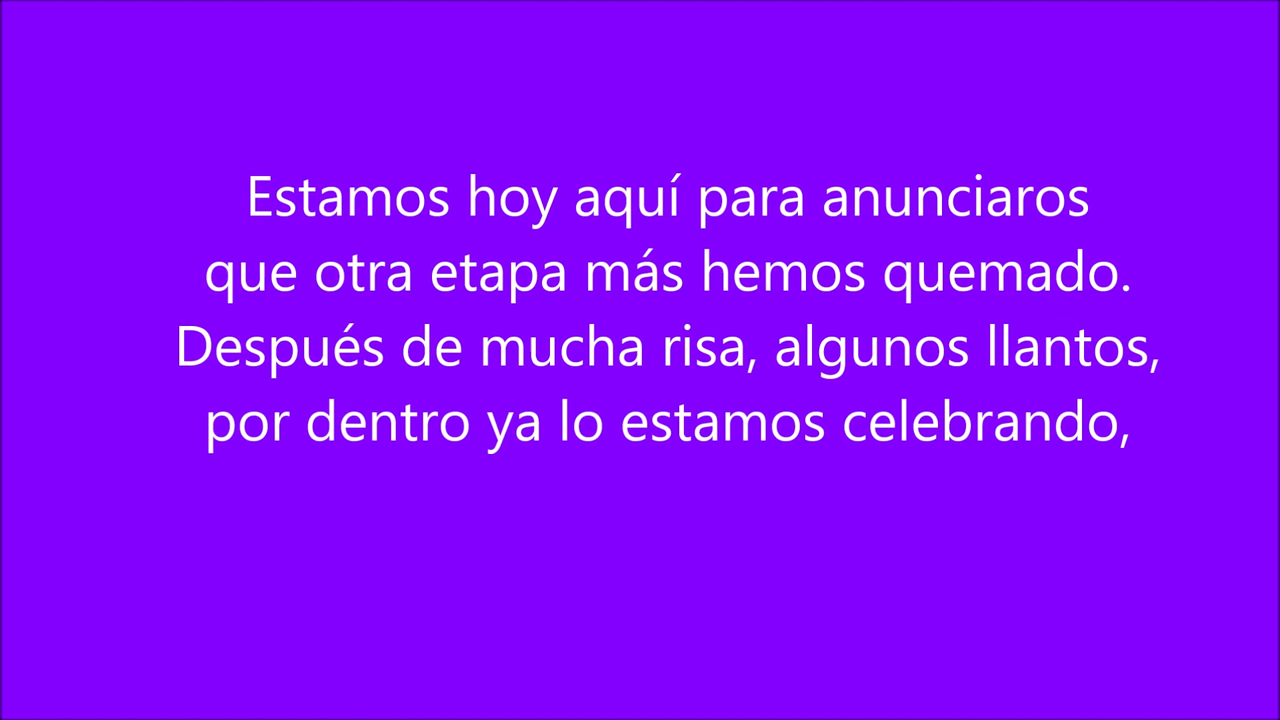 Estamos hoy aquí para anunciaros
que otra etapa más hemos quemado.
Después de mucha risa, algunos llantos,
por dentro ya lo estamos celebrando,